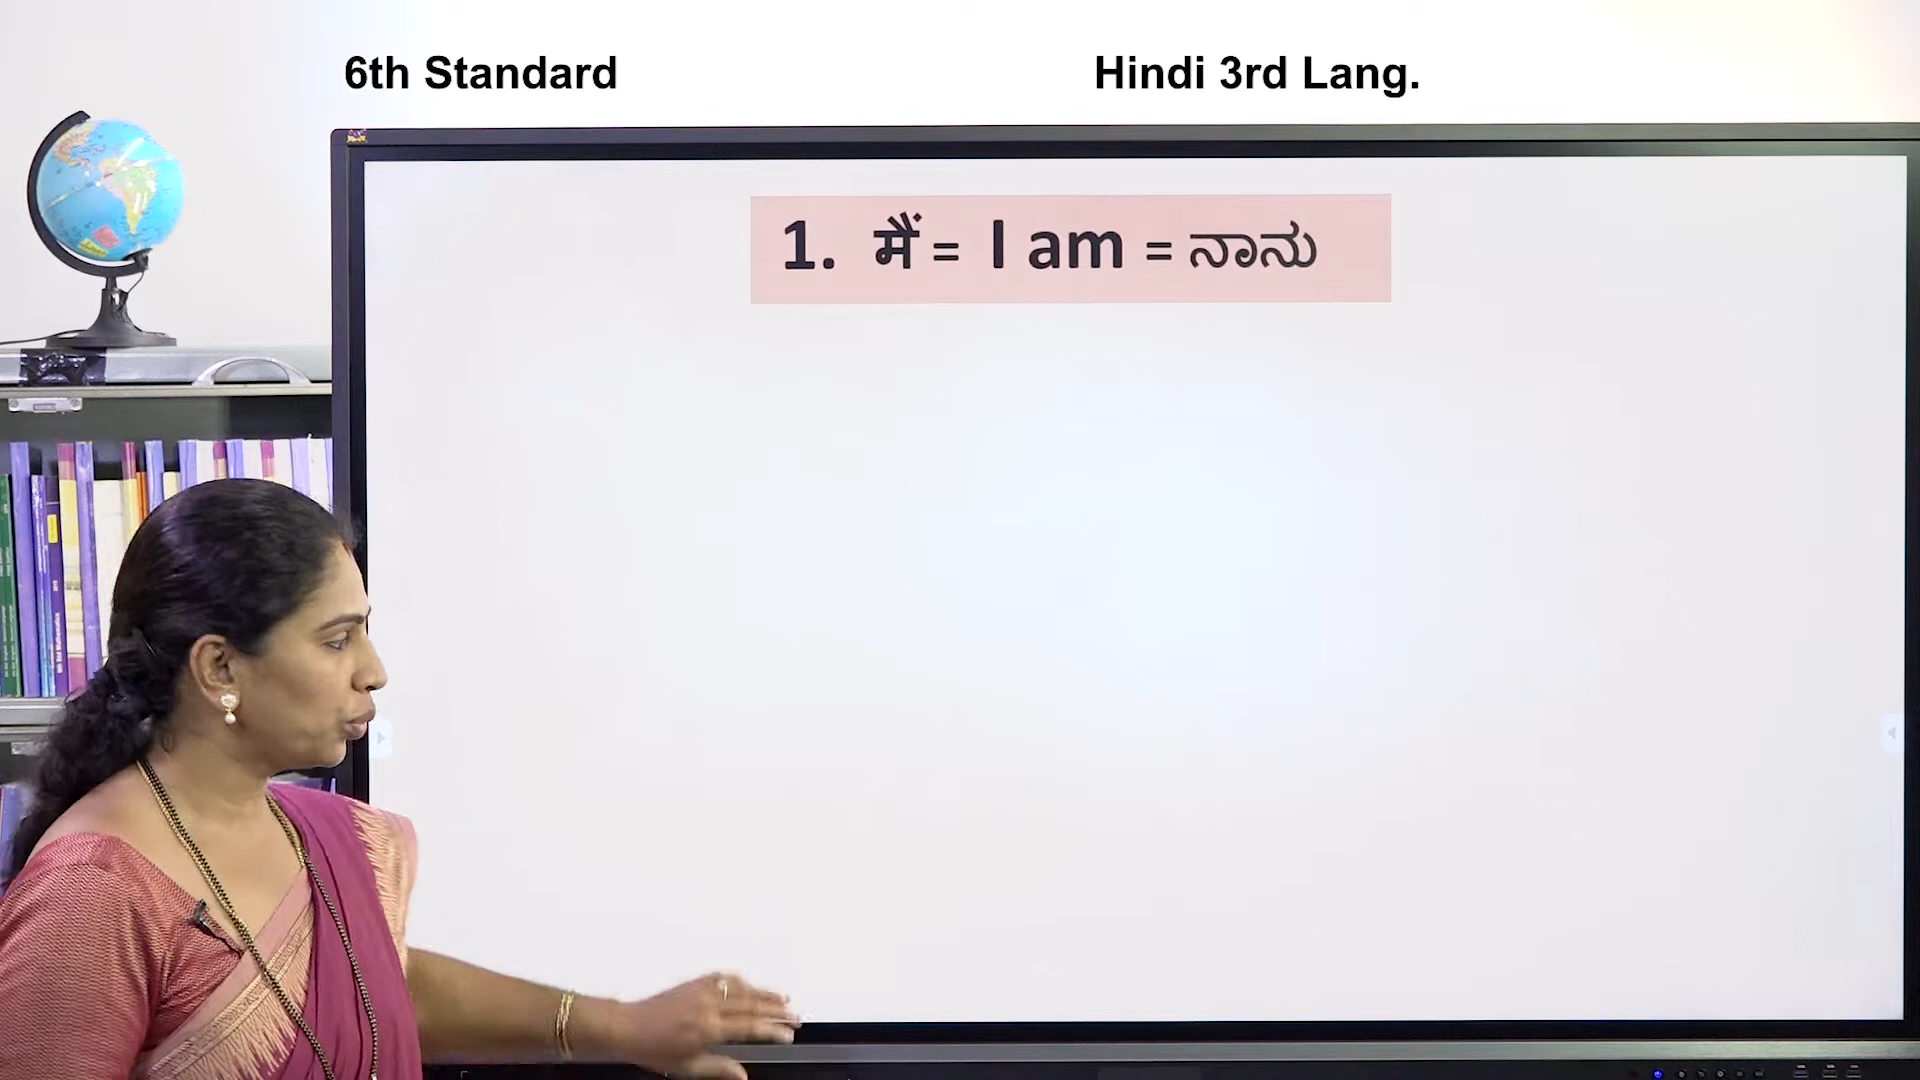 6th Standard Hindi 3rd Lang.
1. मैं = I am = ನಾನು